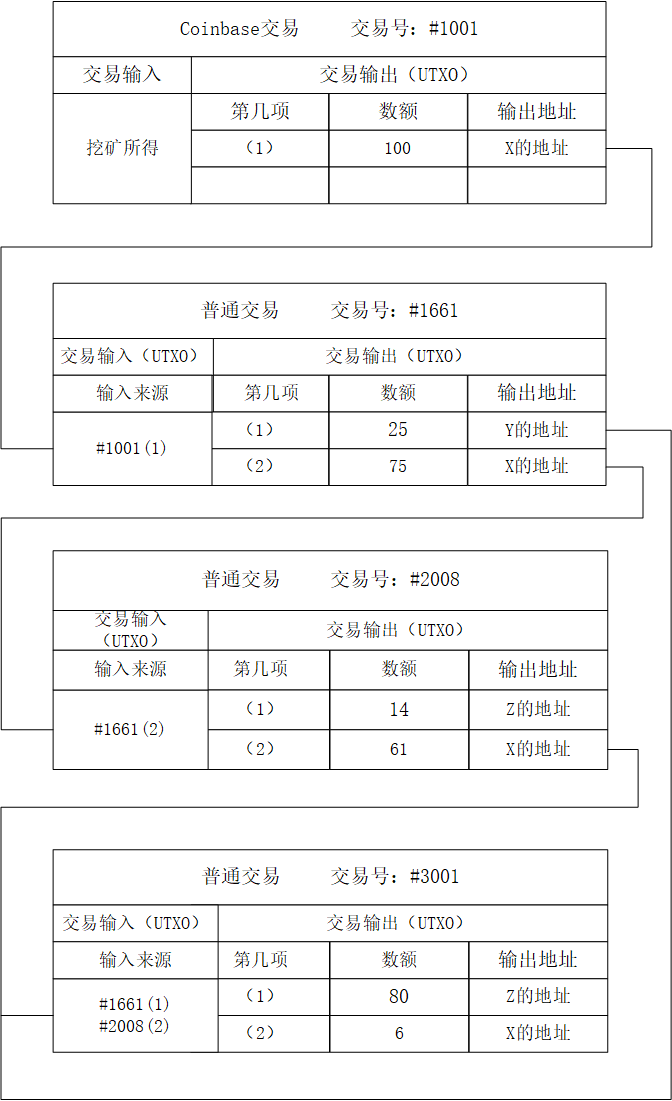 Coinbase交易 交易号：#1001
交易输入 交易输出（UTXO）
第几项 数额 输出地址
挖矿所得 （1） 100 X的地址
普通交易 交易号：#1661
交易输入（UTXO） 交易输出（UTXO）
输入来源 第几项 数额 输出地址
#1001(1) （1） 25 Y的地址
（2） 75 X的地址
普通交易 交易号：#2008
交易输入
（UTXO） 交易输出（UTXO）
输入来源 第几项 数额 输出地址
#1661(2) （1） 14 Z的地址
（2） 61 X的地址
普通交易 交易号：#3001
交易输入（UTXO） 交易输出（UTXO）
输入来源 第几项 数额 输出地址
#1661(1) （1） 80 Z的地址
#2008(2) （2） 6 X的地址